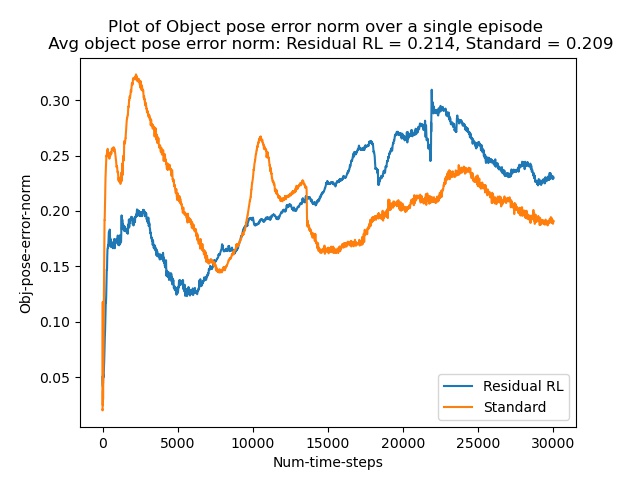 Plot of Object pose error norm over a single episode
Avg object pose error norm: Residual RL = 0.214, Standard = 0.209
Obj-pose-error-norm
0.30
0.25
0.20
0.15
0.10
0.05
Residual RL
Standard
0 5000 10000 15000 20000 25000 30000
Num-time-steps